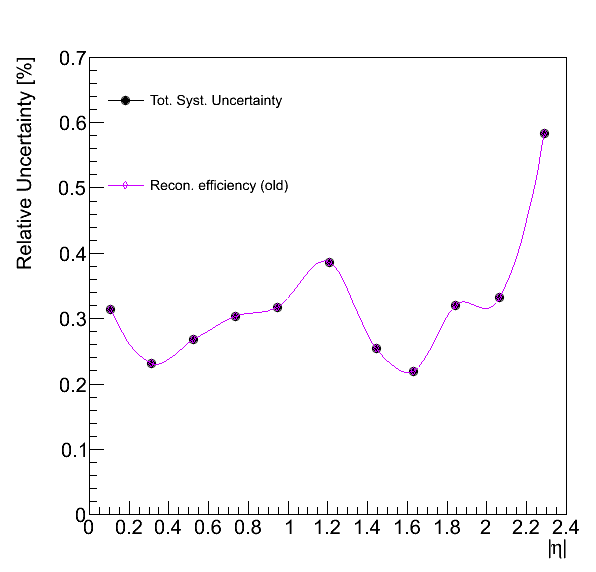 0.7
Relative Uncertainty [%]
Tot. Syst. Uncertainty
0.6
Recon. efficiency (old)
0.5
0.4
0.3
0.2
0.1
0
0 0.2 0.4 0.6 0.8 1 1.2 1.4 1.6 1.8 2 2.2 2.4
|η|